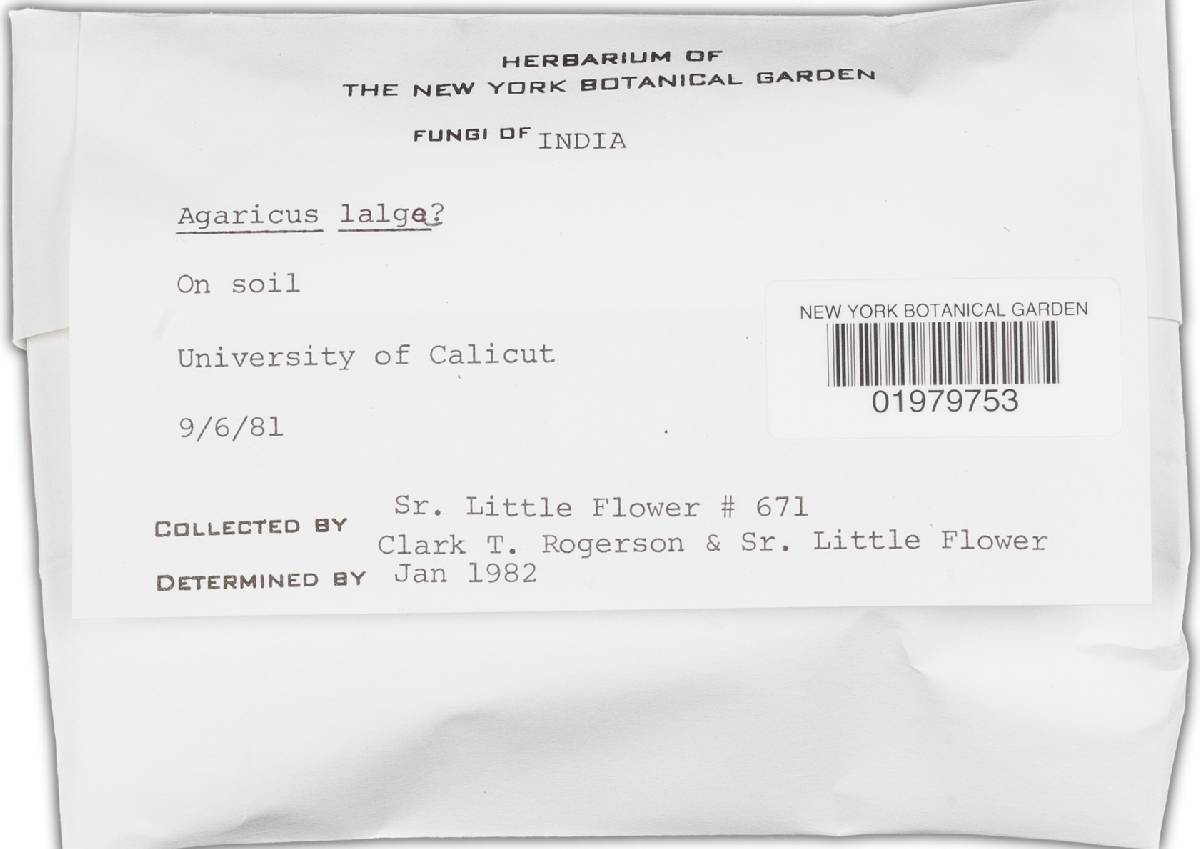 HERBARIUM OF
THE NEW YORK BOTANICAL GARDEN
FUNGI OF INDIA
Agaricus lalga?
On soil
University of Calicut
9/6/81
NEW YORK BOTANICAL GARDEN
01979753
COLLECTED BY Sr. Little Flower # 671
Clark T. Rogerson & Sr. Little Flower
DETERMINED BY Jan 1982